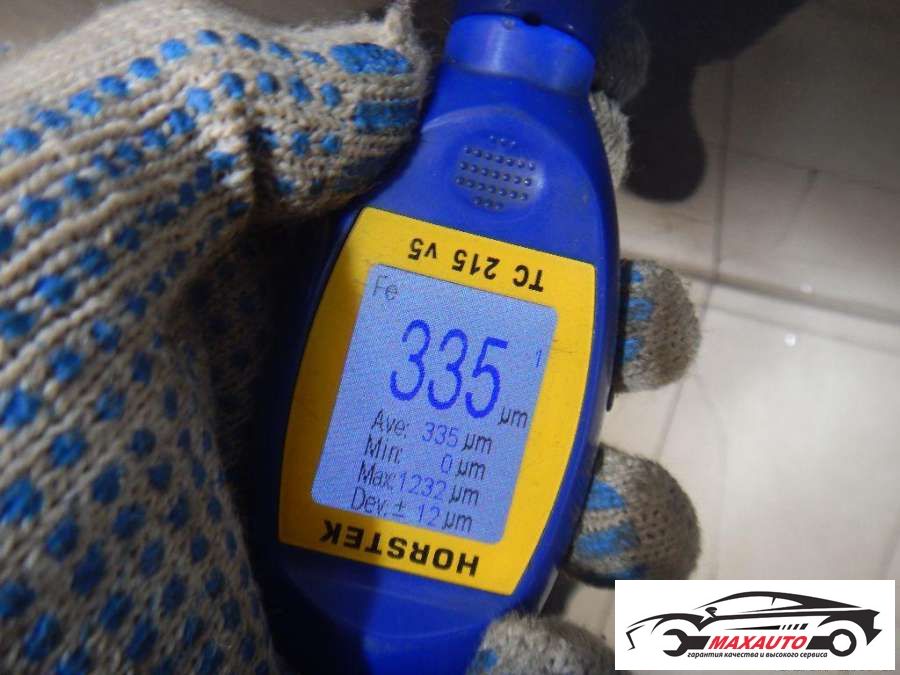 TC 215 v5
Fe
335 µm
1
Ave: 335 µm
Min: 0 µm
Max: 1232 µm
Dev: ± 12 µm
HORSTEK
MAXAUTO
гарантия качества и высокого сервиса